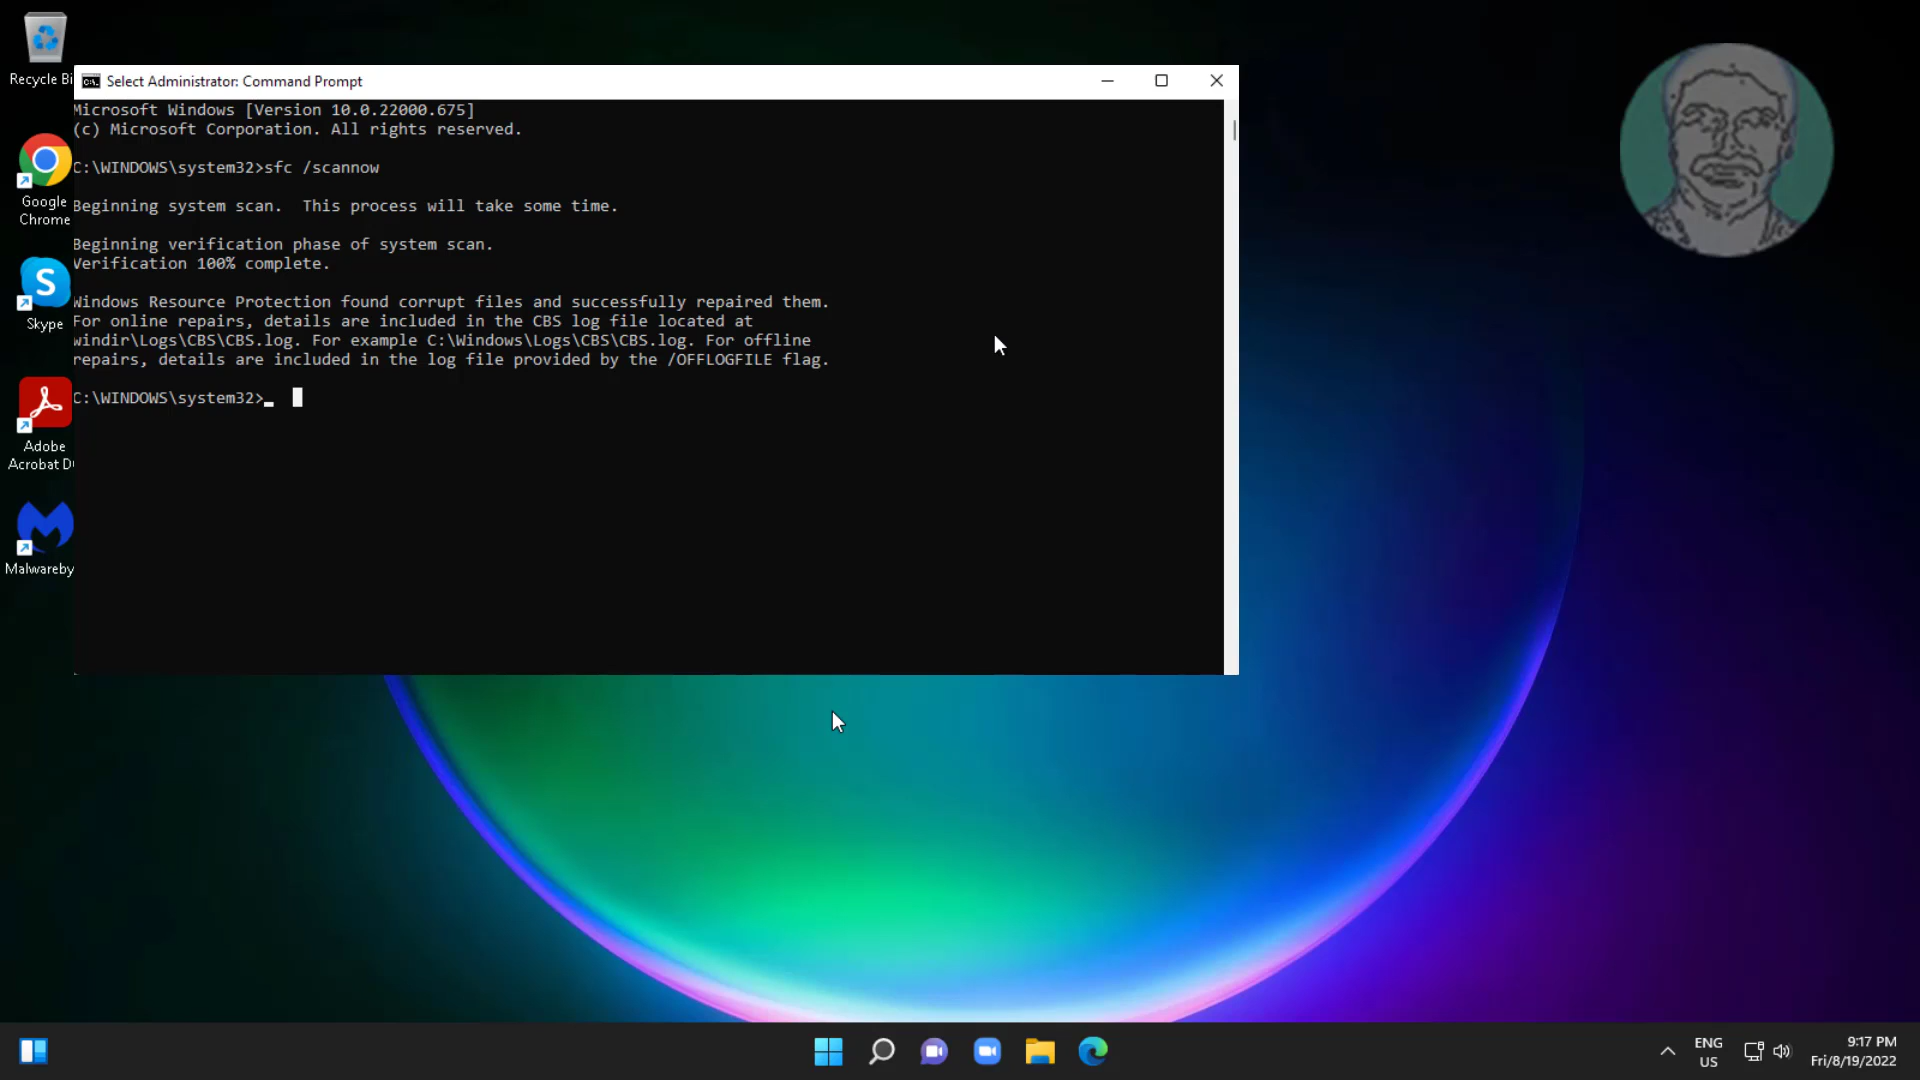 Recycle Bi
Select Administrator: Command Prompt
Microsoft Windows [Version 10.0.22000.675]
(c) Microsoft Corporation. All rights reserved.
C:\WINDOWS\system32>sfc /scannow
Beginning system scan.  This process will take some time.
Beginning verification phase of system scan.
Verification 100% complete.
Windows Resource Protection found corrupt files and successfully repaired them.
For online repairs, details are included in the CBS log file located at
windir\Logs\CBS\CBS.log. For example C:\Windows\Logs\CBS\CBS.log. For offline
repairs, details are included in the log file provided by the /OFFLOGFILE flag.
C:\WINDOWS\system32>
Google
Chrome
Skype
Adobe
Acrobat D
Malwareby
ENG
US
9:17 PM
Fri/8/19/2022